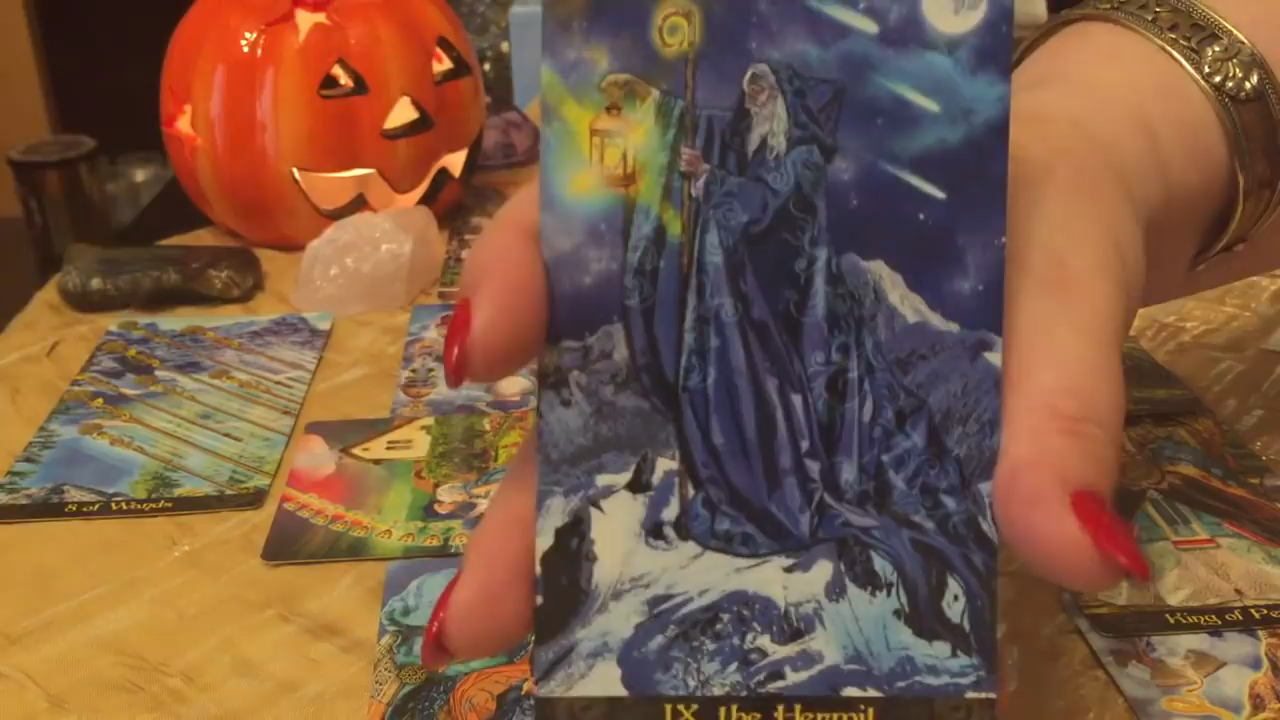 8 of Wands
King of Pe
IX the Hermit